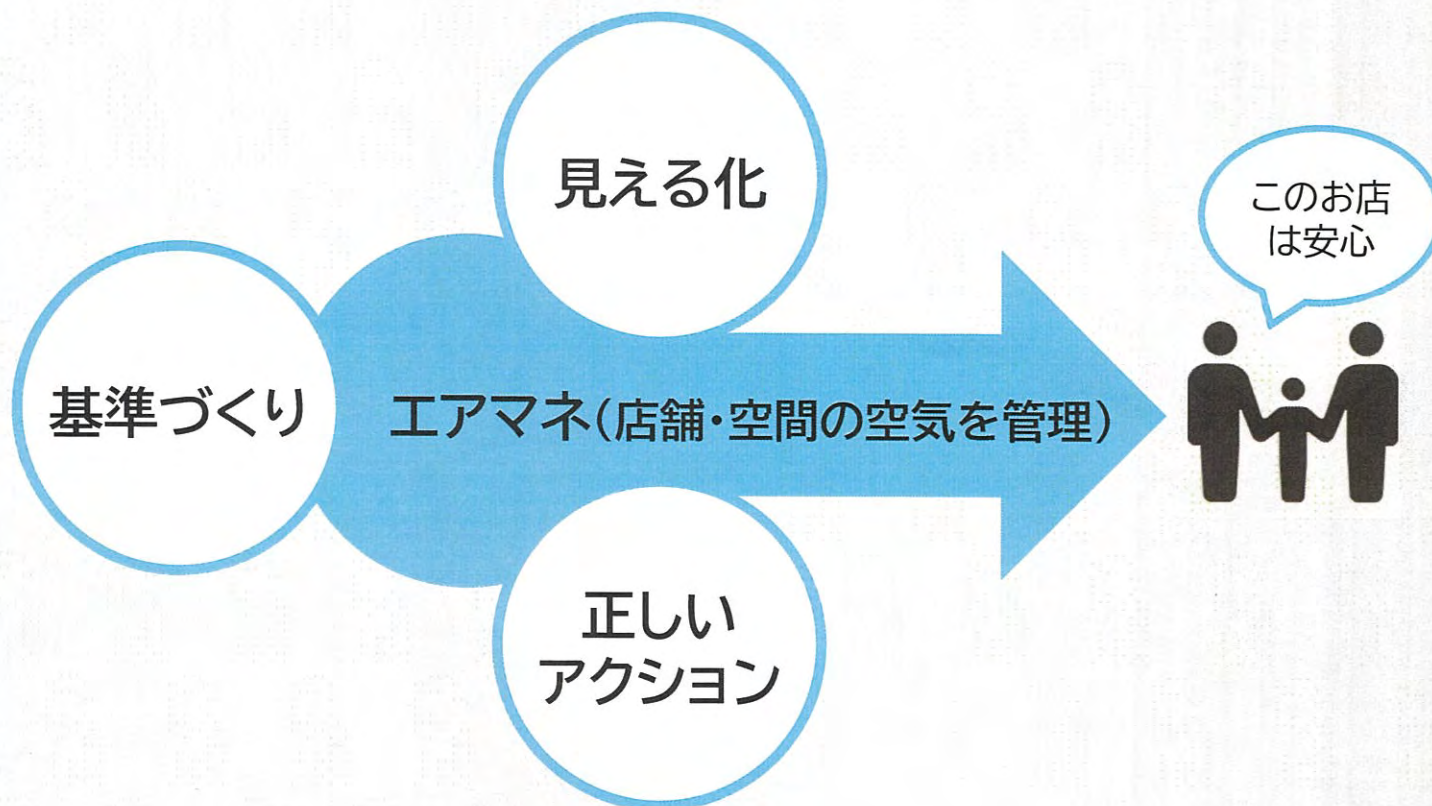 見える化
このお店
は安心
基準づくり
エアマネ(店舗・空間の空気を管理)
正しい
アクション